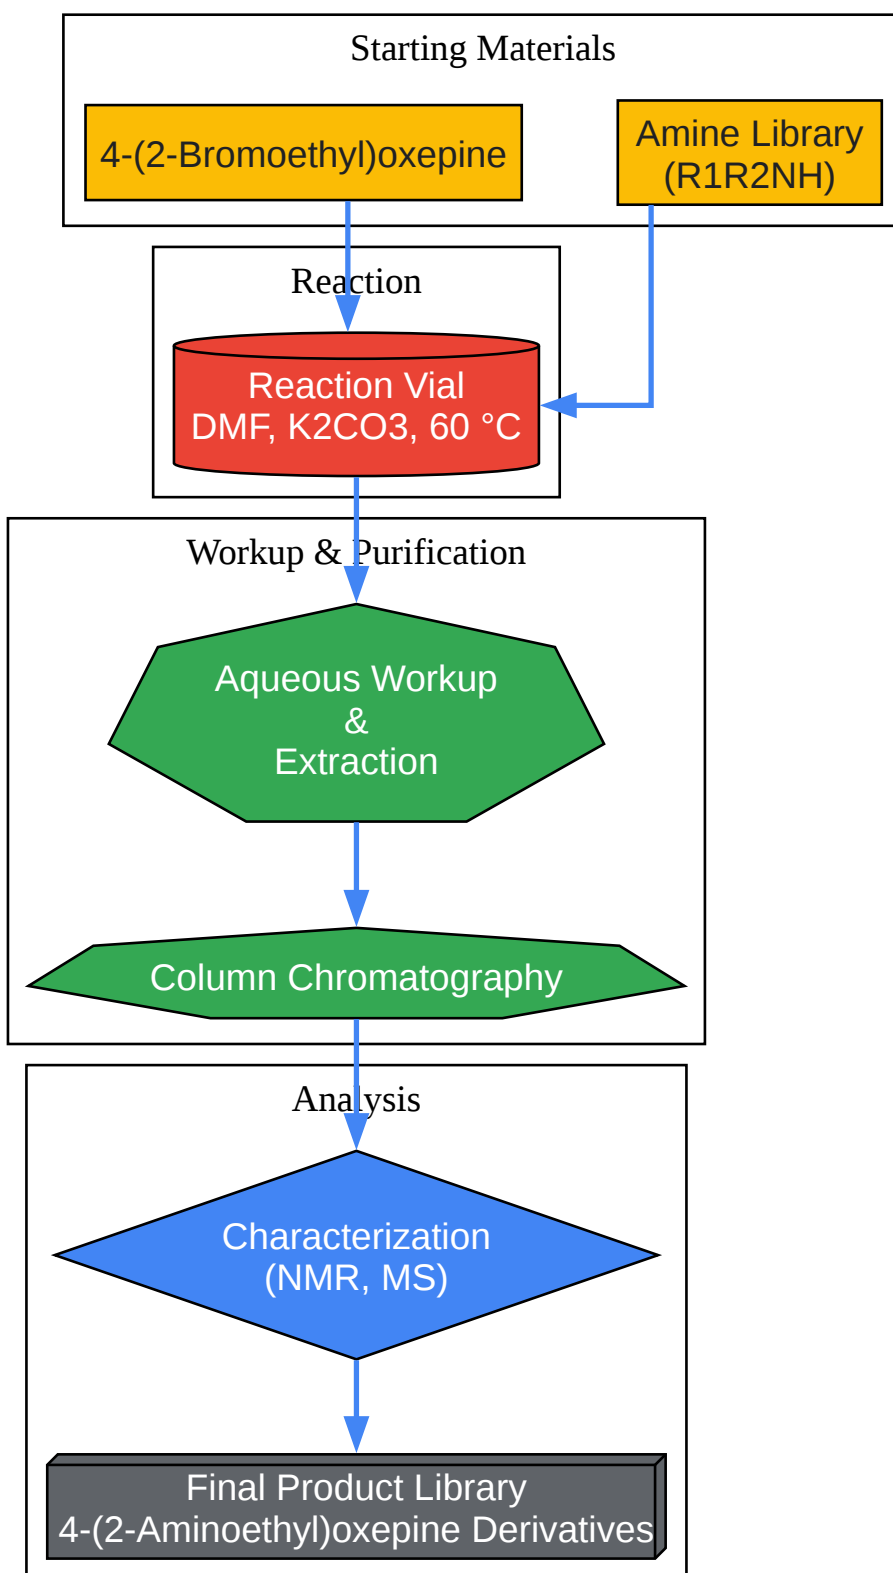 Starting Materials
4-(2-Bromoethyl)oxepine
Amine Library
(R1R2NH)
Reaction
Reaction Vial
DMF, K2CO3, 60 °C
Workup & Purification
Aqueous Workup
&
Extraction
Column Chromatography
Analysis
Characterization
(NMR, MS)
Final Product Library
4-(2-Aminoethyl)oxepine Derivatives